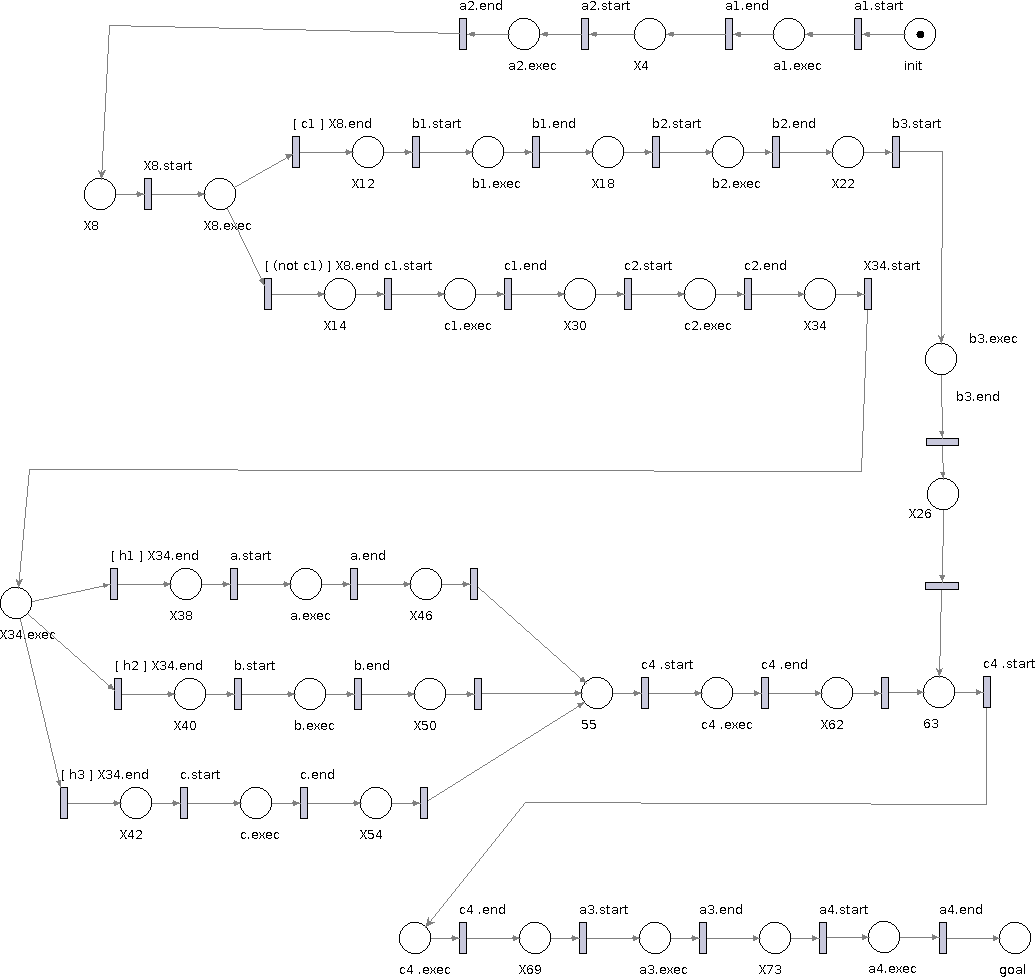 a2.end a2.start a1.end a1.start
a2.exec X4 a1.exec init
[ c1 ] X8.end b1.start b1.end b2.start b2.end b3.start
X8.start
X12 b1.exec X18 b2.exec X22
X8 X8.exec
[ (not c1) ] X8.end c1.start c1.end c2.start c2.end X34.start
X14 c1.exec X30 c2.exec X34
b3.exec
b3.end
X26
[ h1 ] X34.end a.start a.end
X38 a.exec X46
X34.exec
[ h2 ] X34.end b.start b.end c4 .start c4 .end c4 .start
X40 b.exec X50 55 c4 .exec X62 63
[ h3 ] X34.end c.start c.end
X42 c.exec X54
c4 .end a3.start a3.end a4.start a4.end
c4 .exec X69 a3.exec X73 a4.exec goal